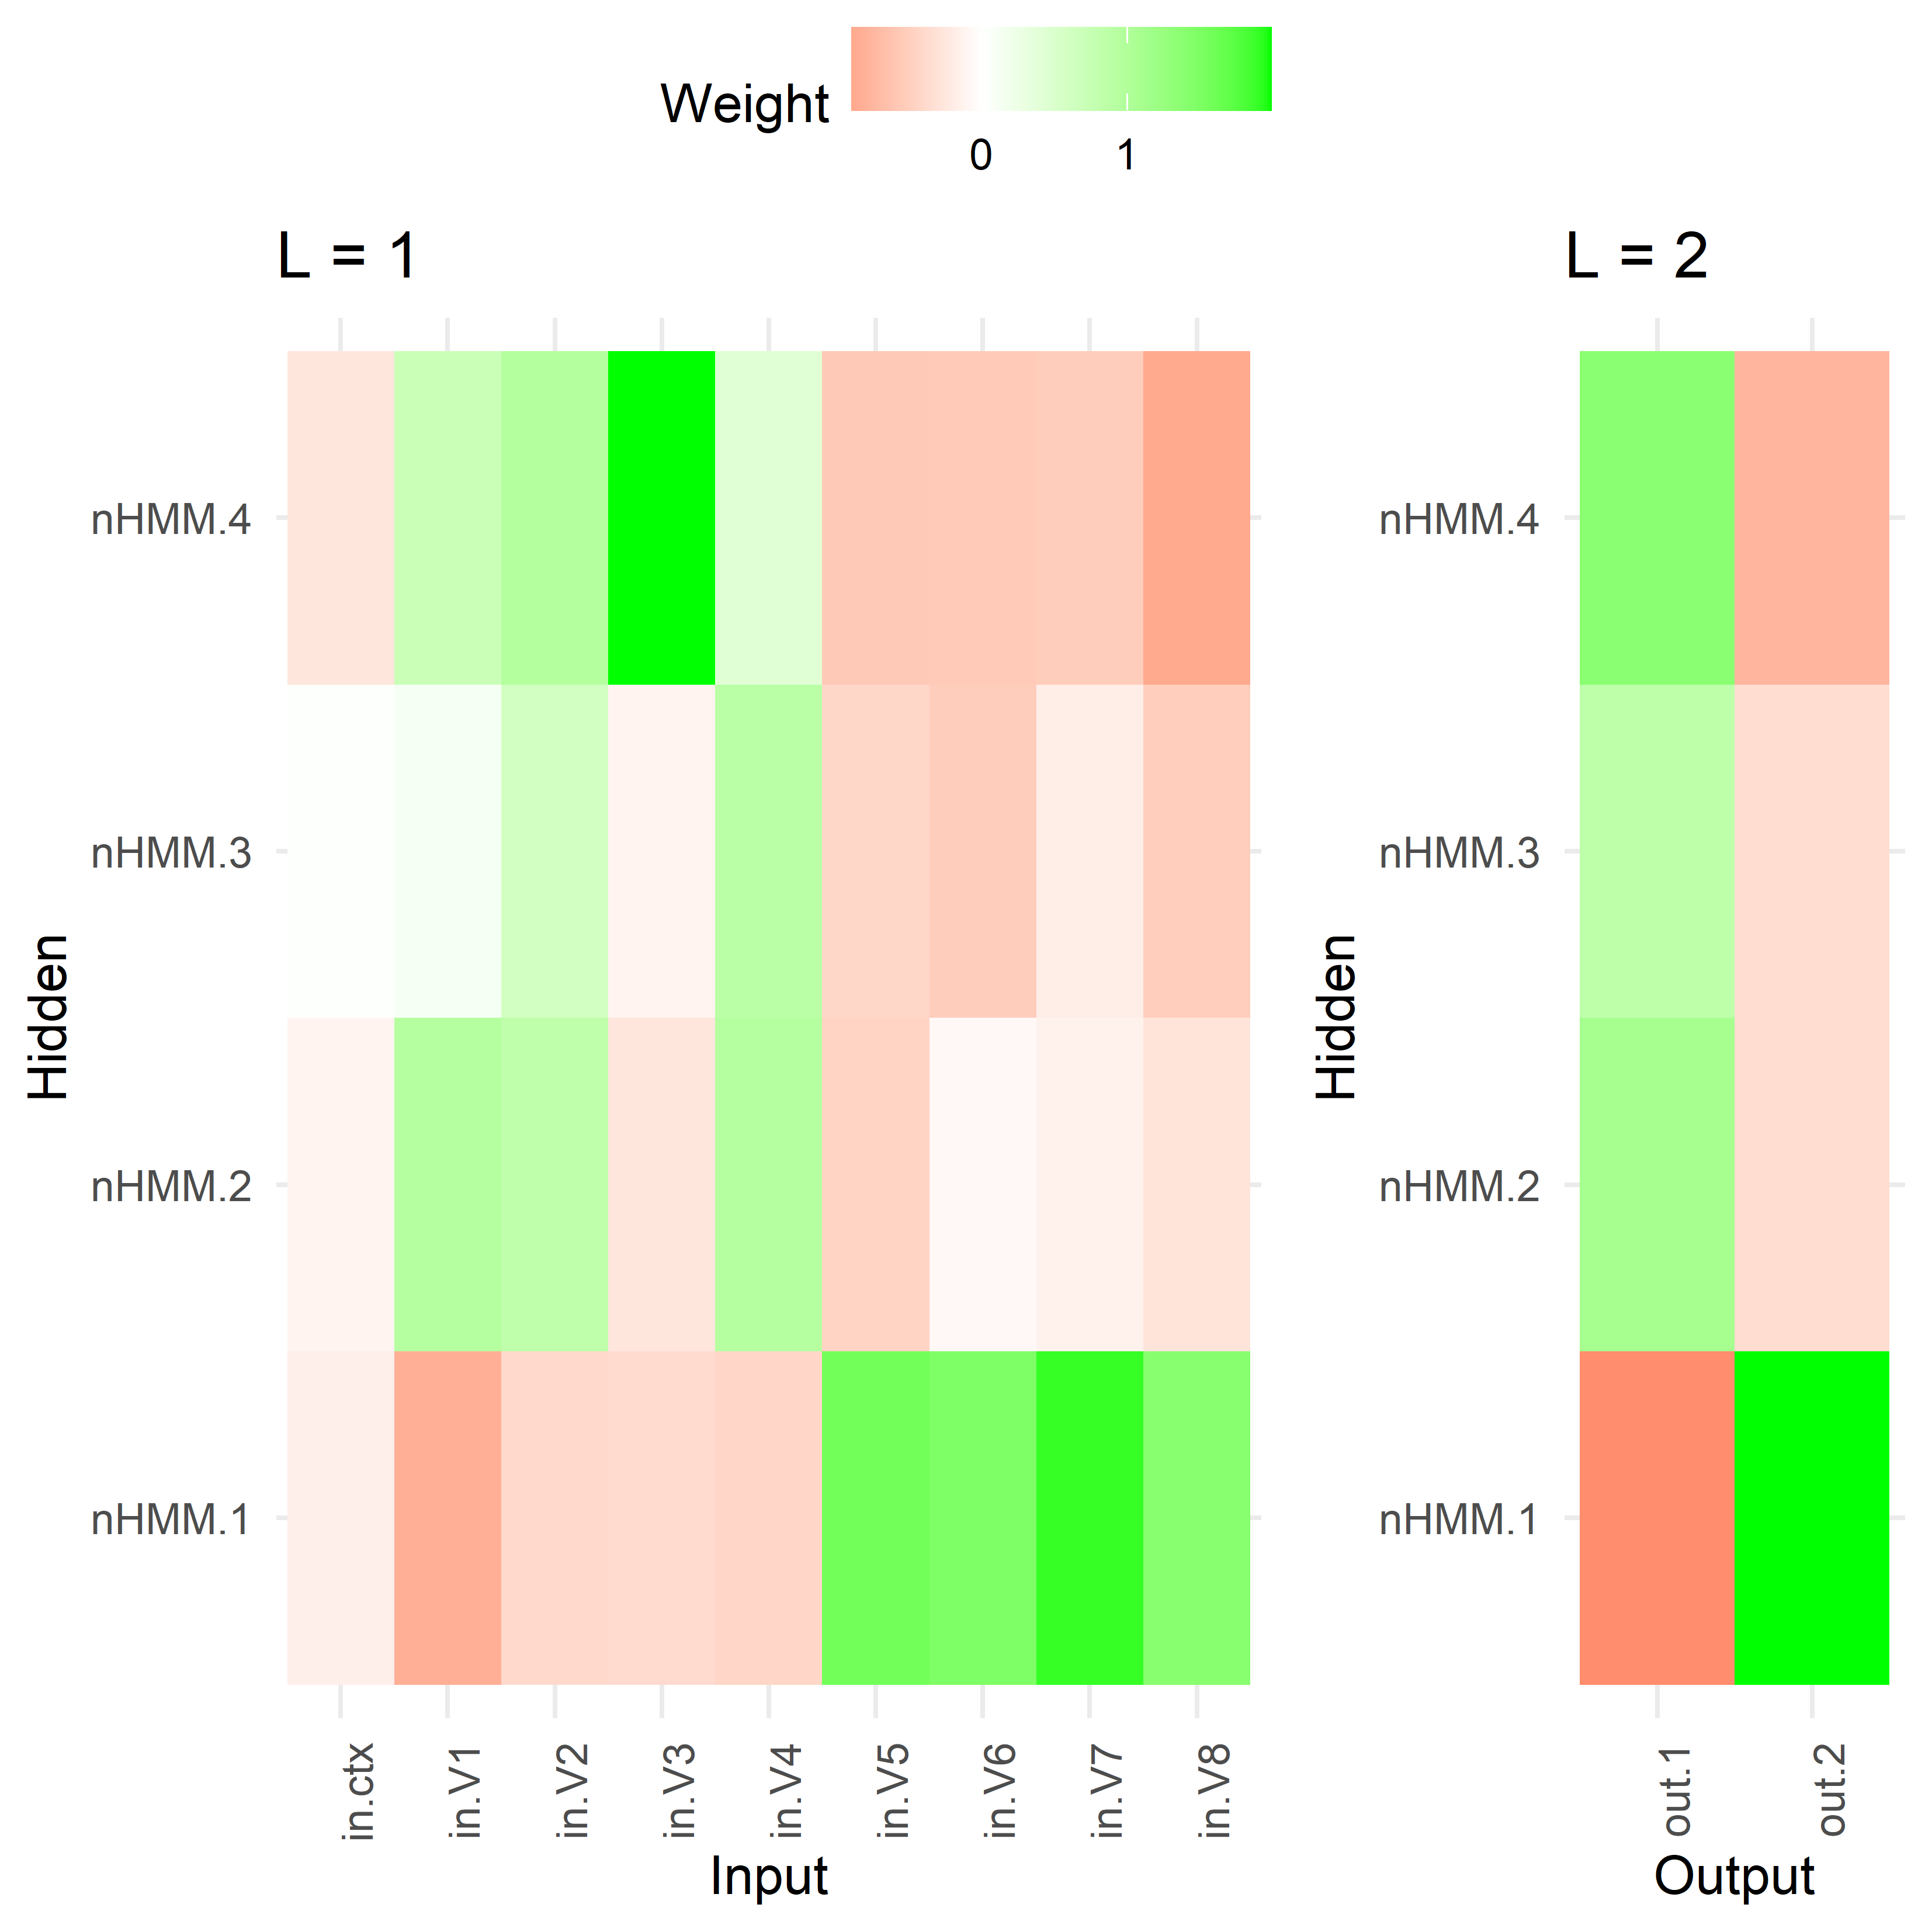 Weight
0 1
L = 1
nHMM.4
nHMM.3
nHMM.2
nHMM.1
Hidden
in.ctx
in.V1
in.V2
in.V3
in.V4
in.V5
in.V6
in.V7
in.V8
Input
L = 2
nHMM.4
nHMM.3
nHMM.2
nHMM.1
Hidden
out.1
out.2
Output